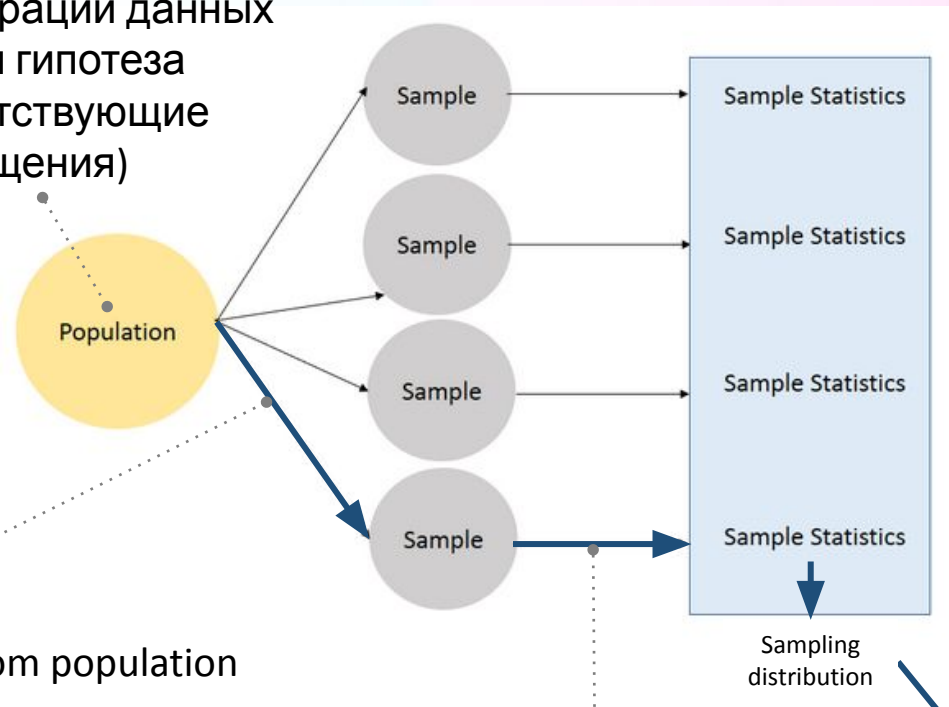 рации данных
и гипотеза
тствующие
щения)
Sample
Sample Statistics
Sample
Sample Statistics
Population
Sample
Sample Statistics
Sample
Sample Statistics
om population
Sampling
distribution